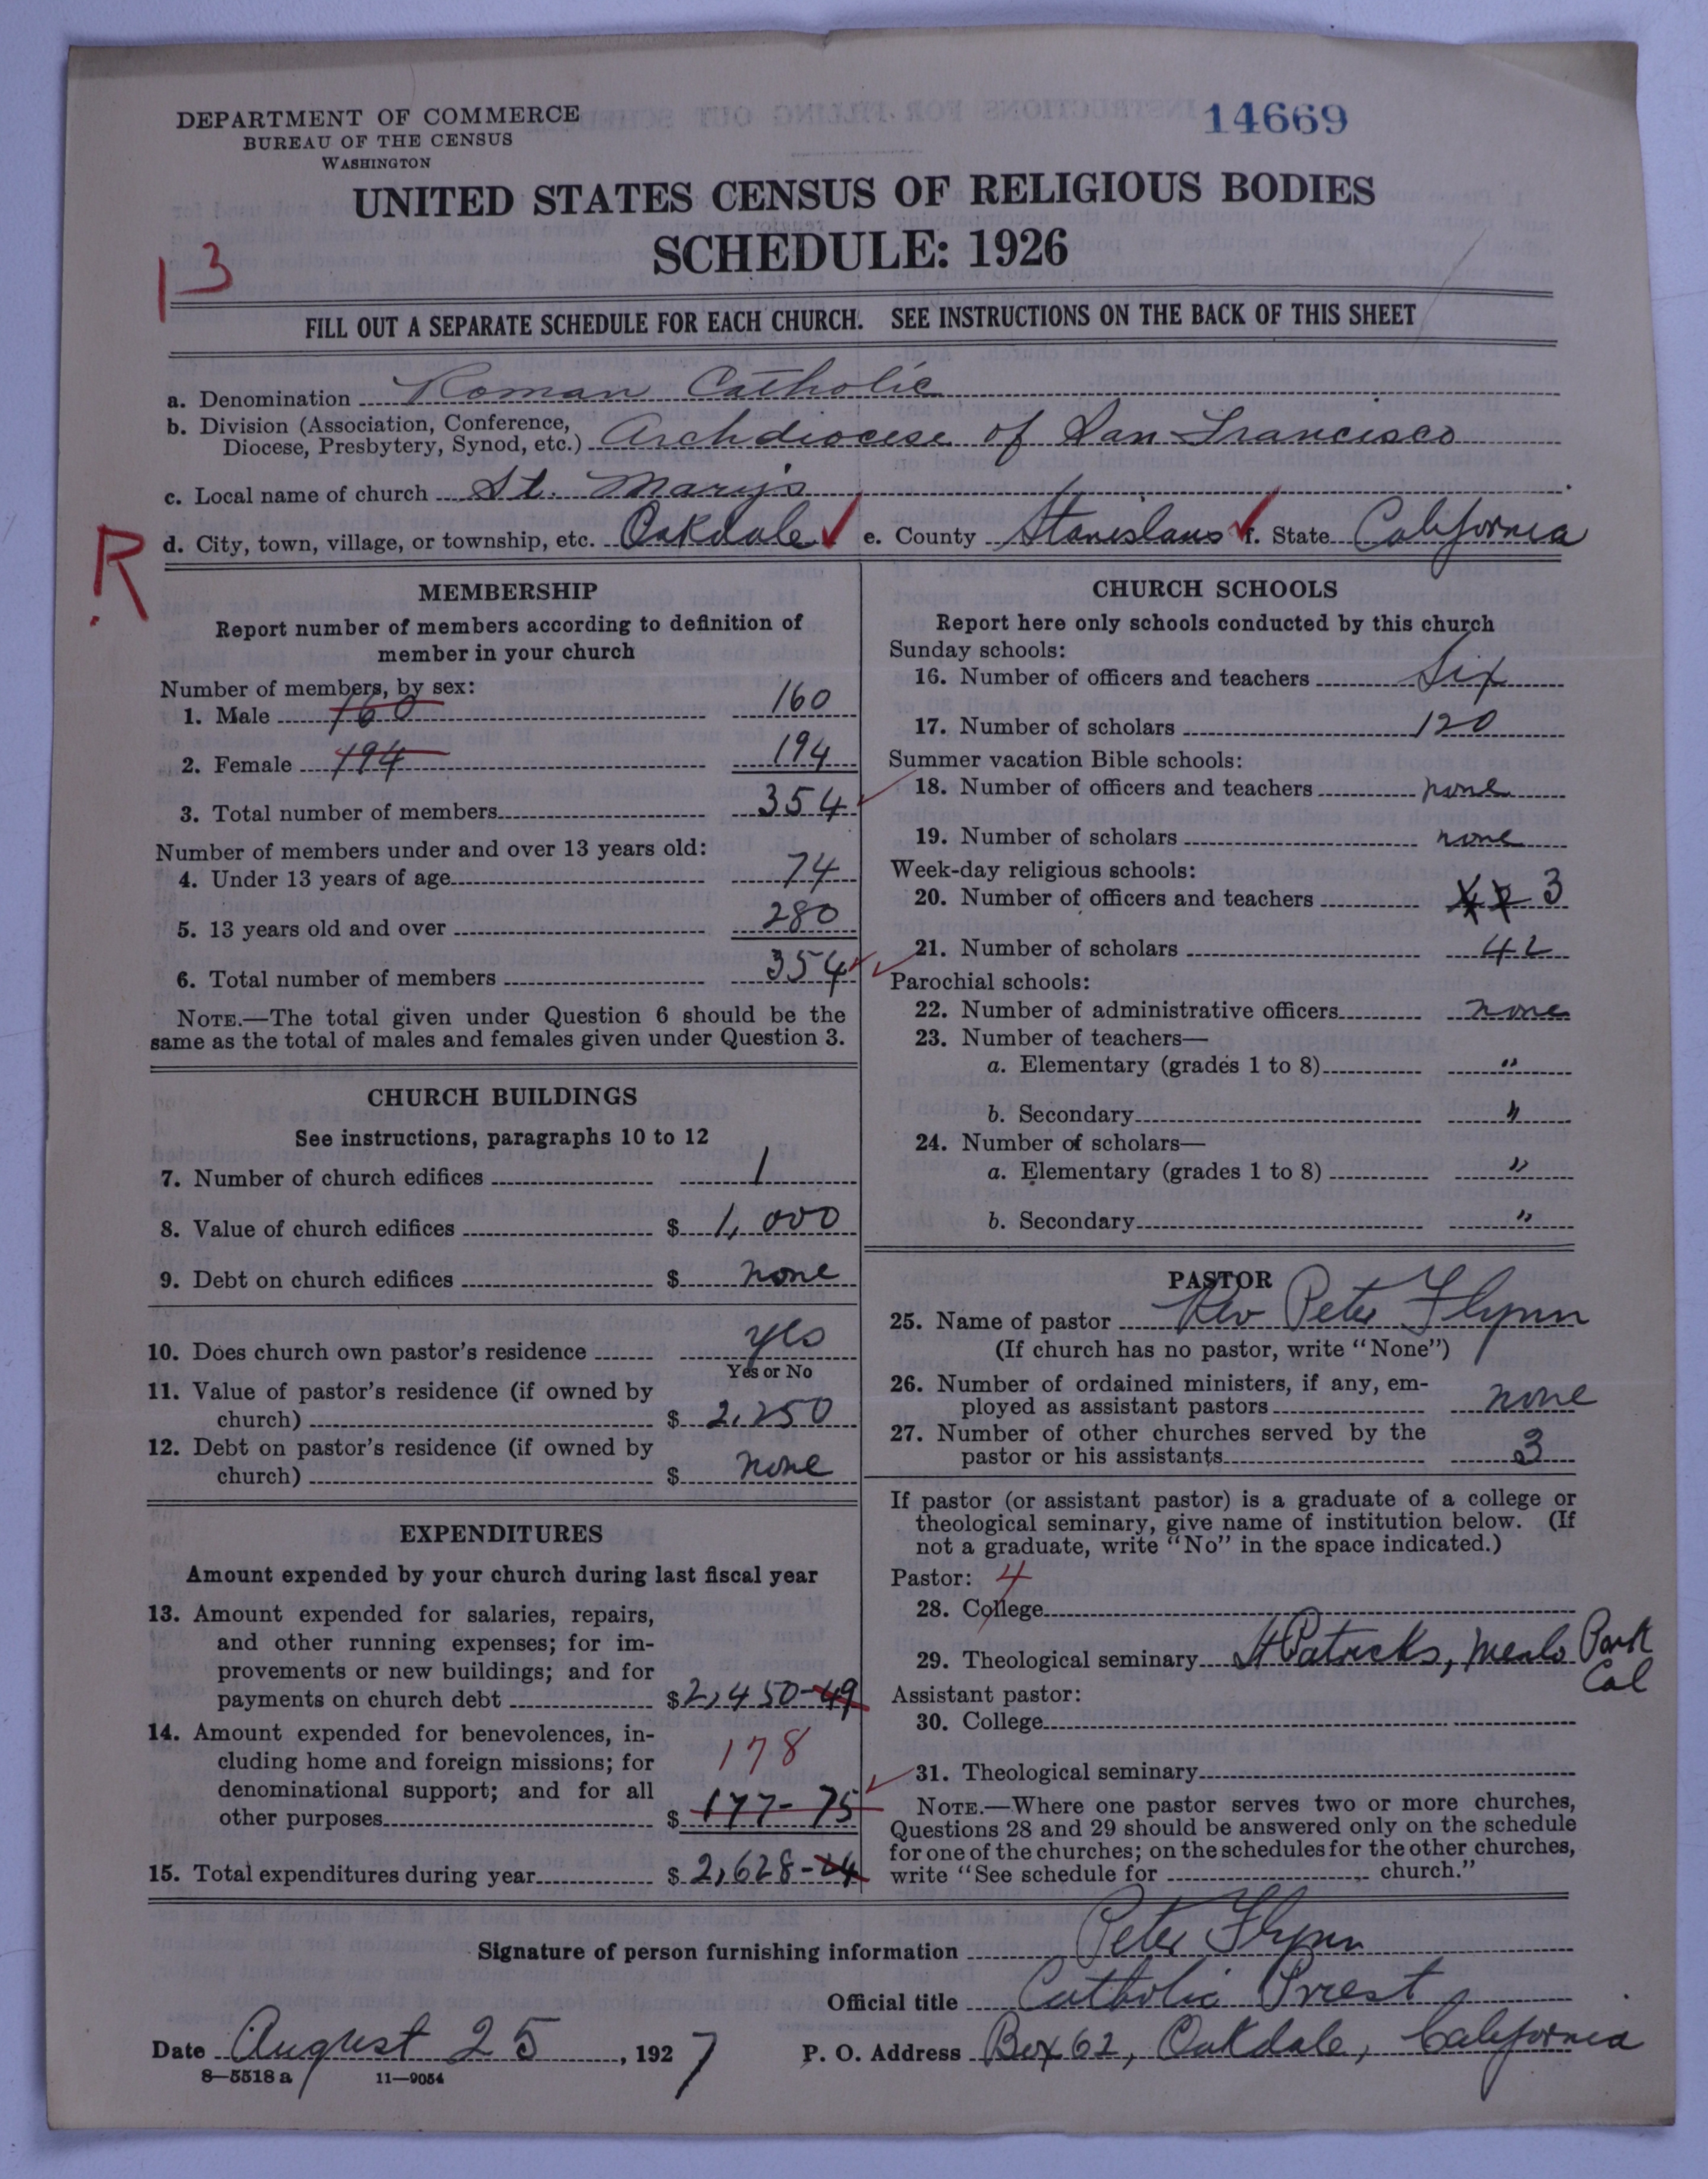 DEPARTMENT OF COMMERCE
BUREAU OF THE CENSUS
WASHINGTON
14669
UNITED STATES CENSUS OF RELIGIOUS BODIES
SCHEDULE: 1926
13
FILL OUT A SEPARATE SCHEDULE FOR EACH CHURCH. SEE INSTRUCTIONS ON THE BACK OF THIS SHEET
a. Denomination Roman Catholic
b. Division (Association, Conference,
Diocese, Presbytery, Synod, etc.) Archdiocese of San Francisco
c. Local name of church St. Mary's
R
d. City, town, village, or township, etc. Oakdale e. County Stanislaus f. State California
MEMBERSHIP
Report number of members according to definition of
member in your church
Number of members, by sex:
1. Male 160 160
2. Female 194 194
3. Total number of members 354
Number of members under and over 13 years old:
4. Under 13 years of age 74
5. 13 years old and over 280
6. Total number of members 354
NOTE.—The total given under Question 6 should be the
same as the total of males and females given under Question 3.
CHURCH BUILDINGS
See instructions, paragraphs 10 to 12
7. Number of church edifices 1
8. Value of church edifices $ 1,000
9. Debt on church edifices $ none
10. Does church own pastor's residence yes
Yes or No
11. Value of pastor's residence (if owned by
church) $ 2,250
12. Debt on pastor's residence (if owned by
church) $ none
EXPENDITURES
Amount expended by your church during last fiscal year
13. Amount expended for salaries, repairs,
and other running expenses; for im-
provements or new buildings; and for
payments on church debt $ 2,450-49
14. Amount expended for benevolences, in-
cluding home and foreign missions; for 178
denominational support; and for all
other purposes $ 177-75
15. Total expenditures during year $ 2,628-24
CHURCH SCHOOLS
Report here only schools conducted by this church
Sunday schools:
16. Number of officers and teachers Six
17. Number of scholars 120
Summer vacation Bible schools:
18. Number of officers and teachers none
19. Number of scholars none
Week-day religious schools:
20. Number of officers and teachers 3
21. Number of scholars 42
Parochial schools:
22. Number of administrative officers none
23. Number of teachers—
a. Elementary (grades 1 to 8) "
b. Secondary "
24. Number of scholars—
a. Elementary (grades 1 to 8) "
b. Secondary "
PASTOR
25. Name of pastor Rev Peter Flynn
(If church has no pastor, write "None")
26. Number of ordained ministers, if any, em-
ployed as assistant pastors none
27. Number of other churches served by the
pastor or his assistants 3
If pastor (or assistant pastor) is a graduate of a college or
theological seminary, give name of institution below. (If
not a graduate, write "No" in the space indicated.)
Pastor: 4
28. College
29. Theological seminary St Patricks, Menlo Park
Cal
Assistant pastor:
30. College
31. Theological seminary
NOTE.—Where one pastor serves two or more churches,
Questions 28 and 29 should be answered only on the schedule
for one of the churches; on the schedules for the other churches,
write "See schedule for church."
Signature of person furnishing information Peter Flynn
Official title Catholic Priest
Date August 25, 1927 P. O. Address Box 62, Oakdale, California
8—5518 a 11—9054